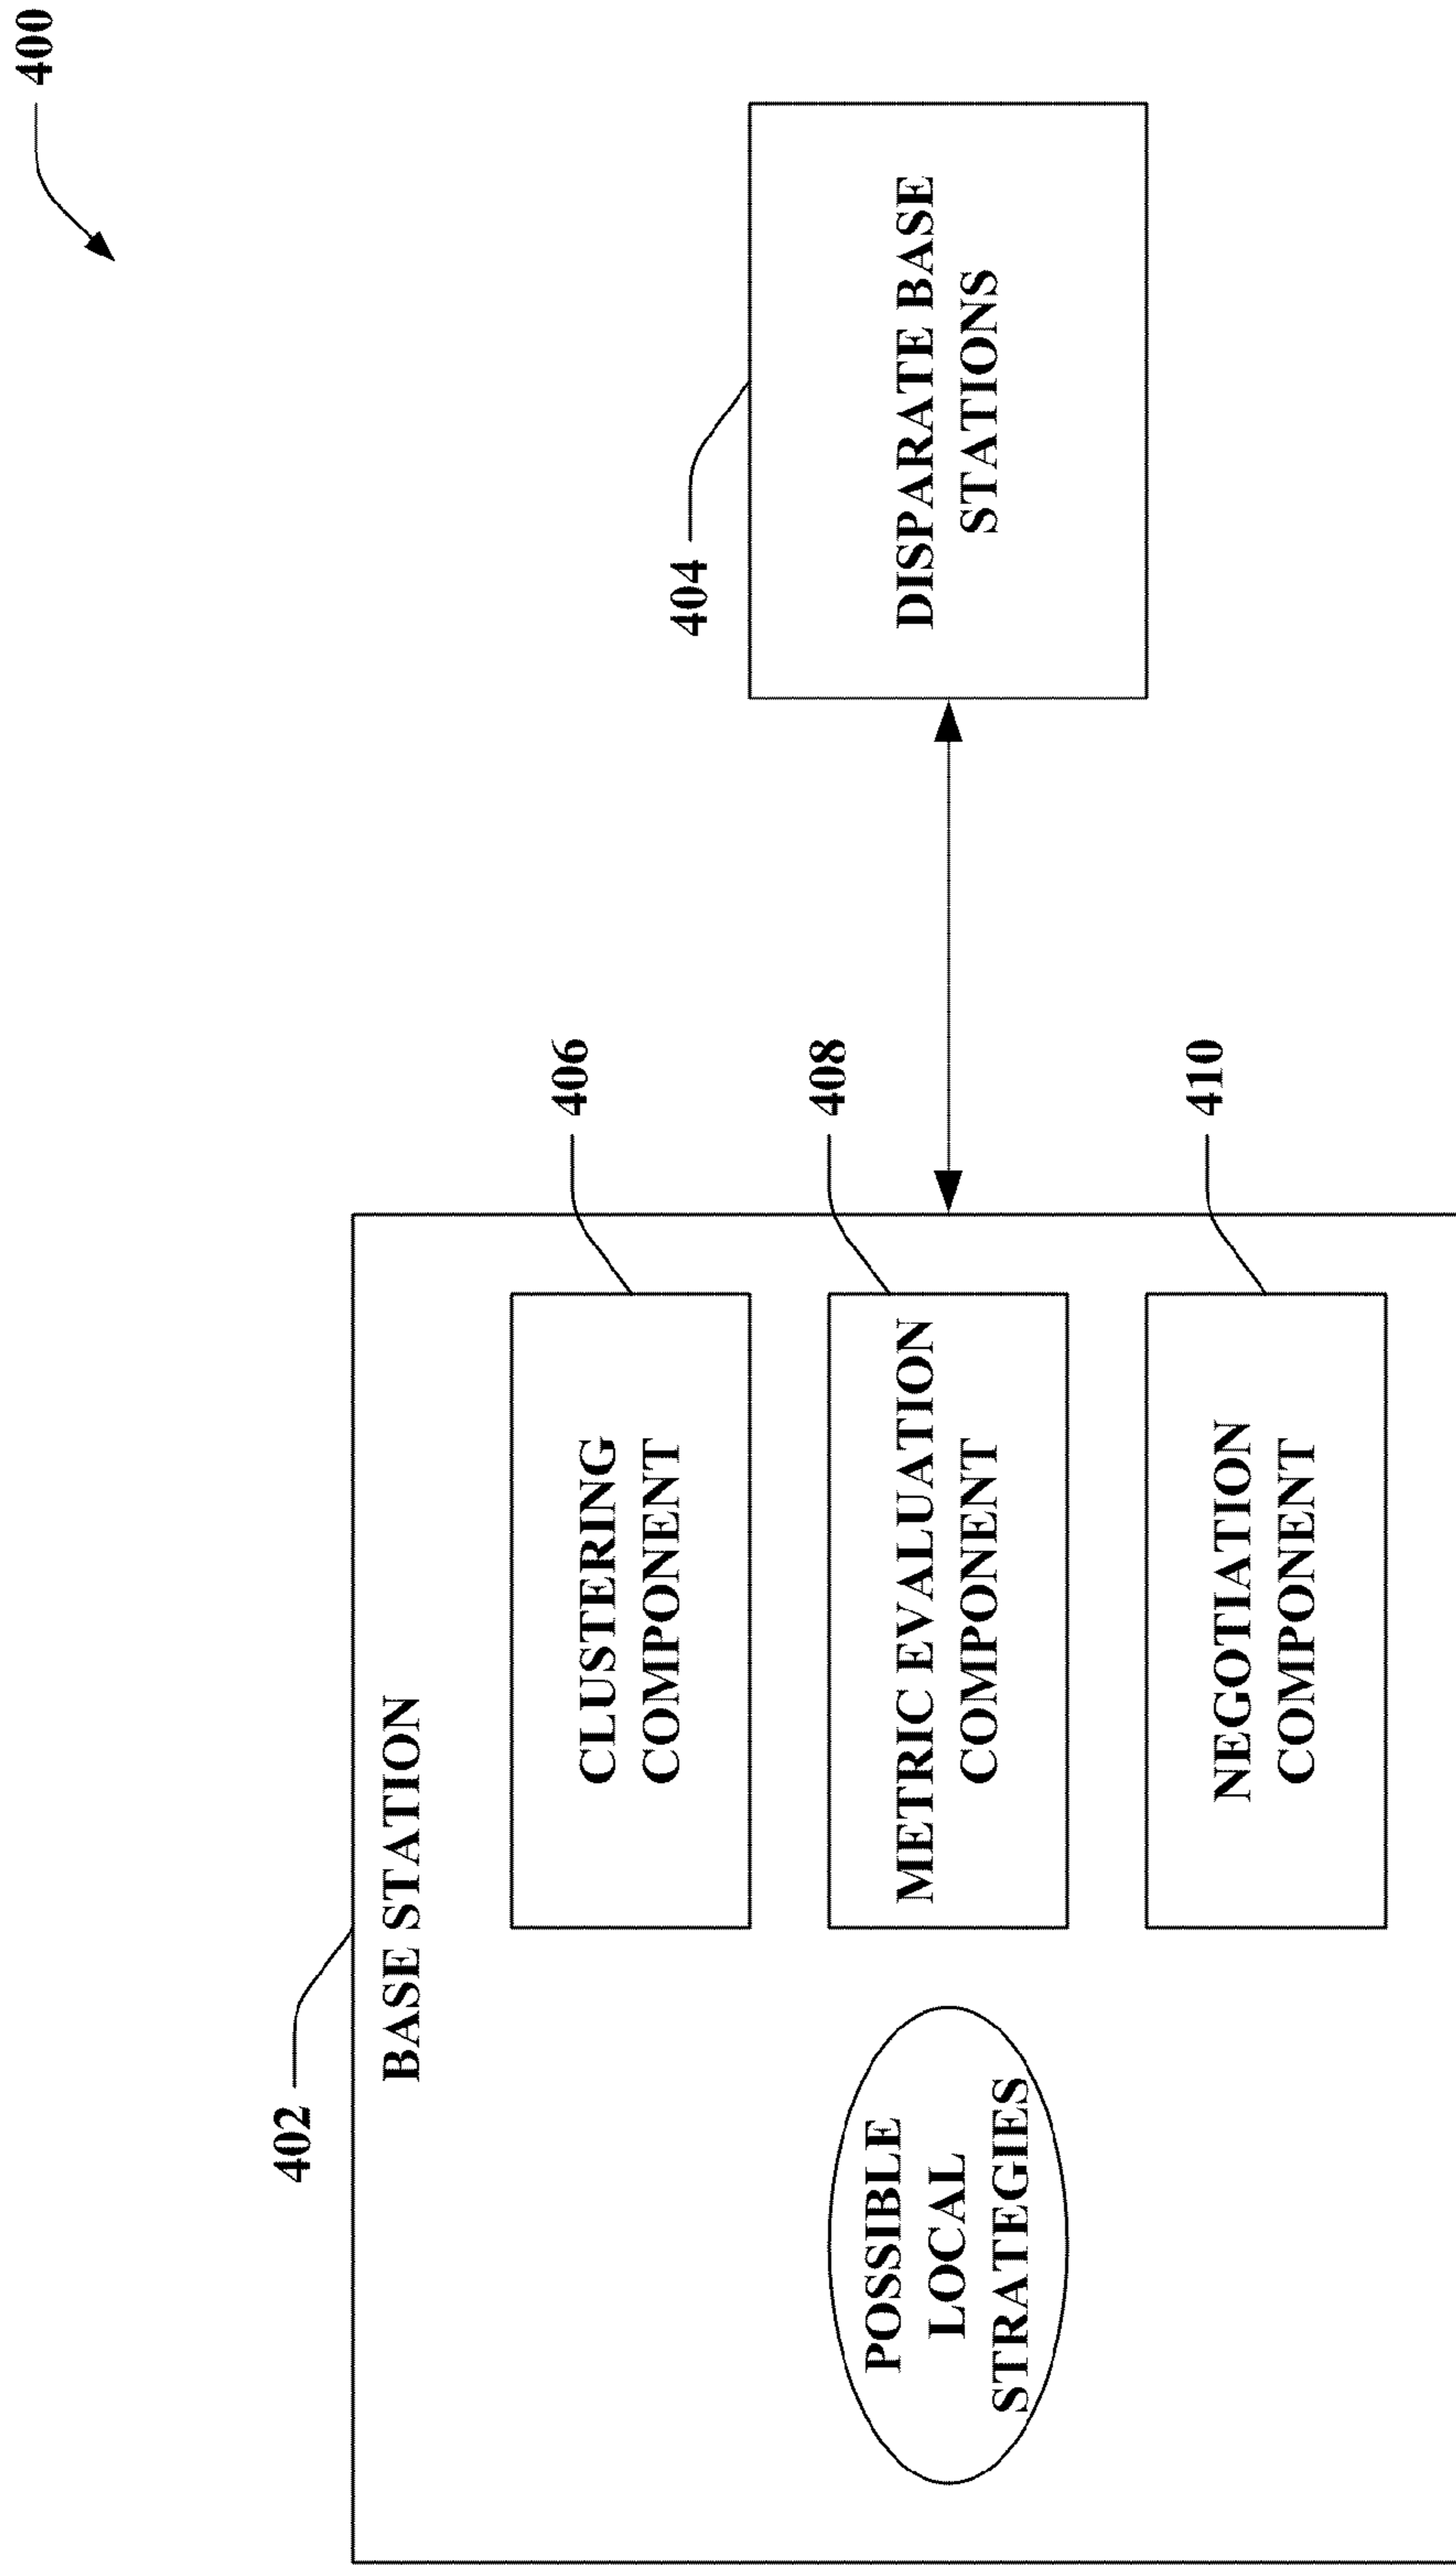 400
402
BASE STATION
POSSIBLE
LOCAL
STRATEGIES
406
CLUSTERING
COMPONENT
408
METRIC EVALUATION
COMPONENT
410
NEGOTIATION
COMPONENT
404
DISPARATE BASE
STATIONS